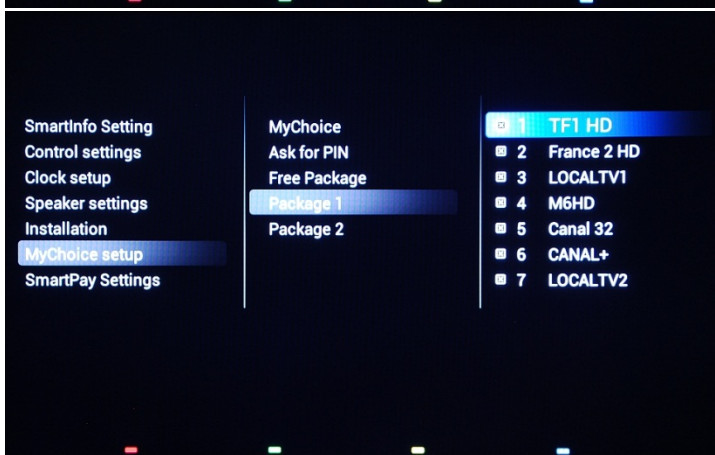 SmartInfo Setting
Control settings
Clock setup
Speaker settings
Installation
MyChoice setup
SmartPay Settings
MyChoice
Ask for PIN
Free Package
Package 1
Package 2
1 TF1 HD
2 France 2 HD
3 LOCALTV1
4 M6HD
5 Canal 32
6 CANAL+
7 LOCALTV2